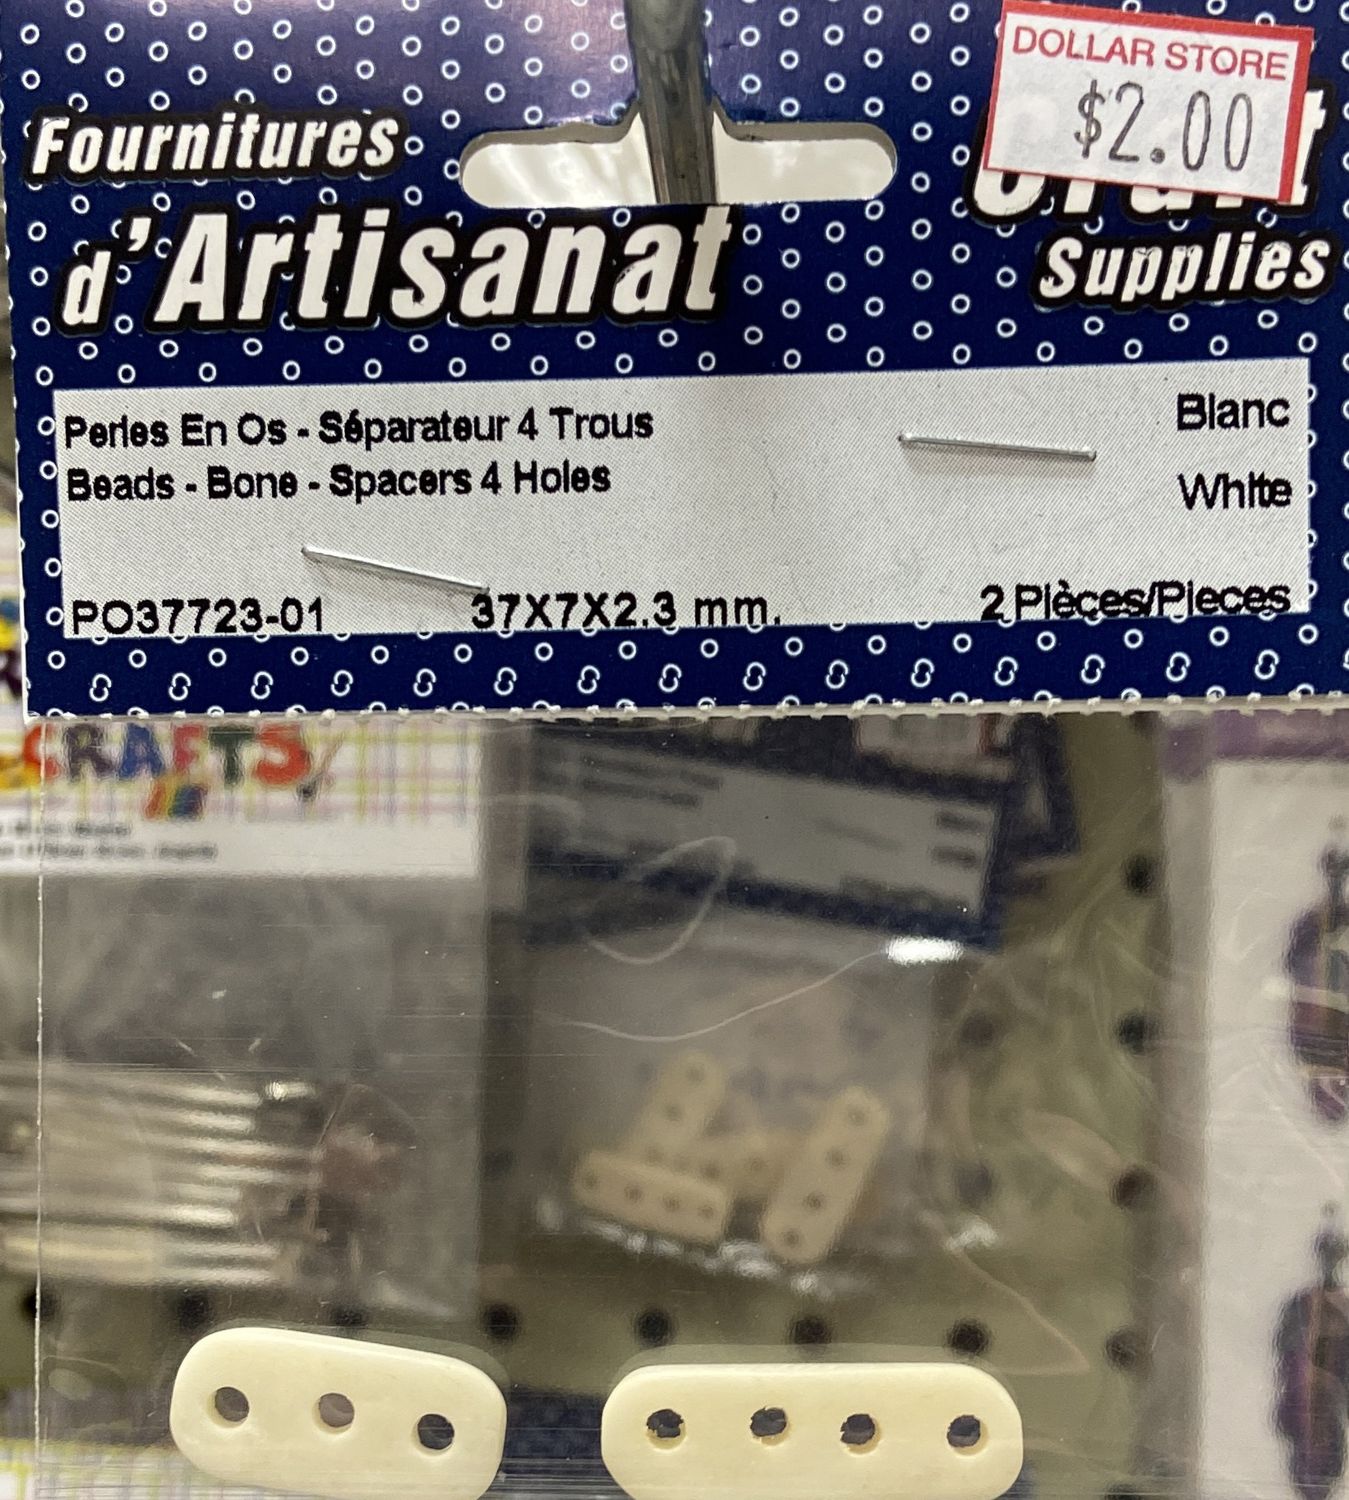 DOLLAR STORE
$2.00
Fournitures
d'Artisanat
Supplies
Perles En Os - Séparateur 4 Trous
Blanc
Beads - Bone - Spacers 4 Holes
White
PO37723-01
37X7X2.3 mm.
2 Pièces/Pieces
CRAFTS